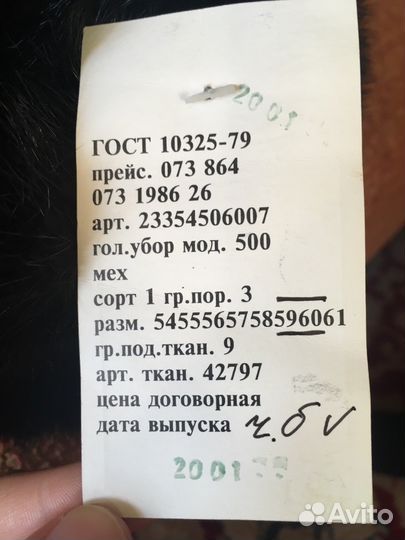 2001
ГОСТ 10325-79
прейс. 073 864
073 1986 26
арт. 23354506007
гол.убор мод. 500
мех
сорт 1 гр.пор. 3
разм. 5455565758596061
гр.под.ткан. 9
арт. ткан. 42797
цена договорная
дата выпуска ч.б v
2001
Avito